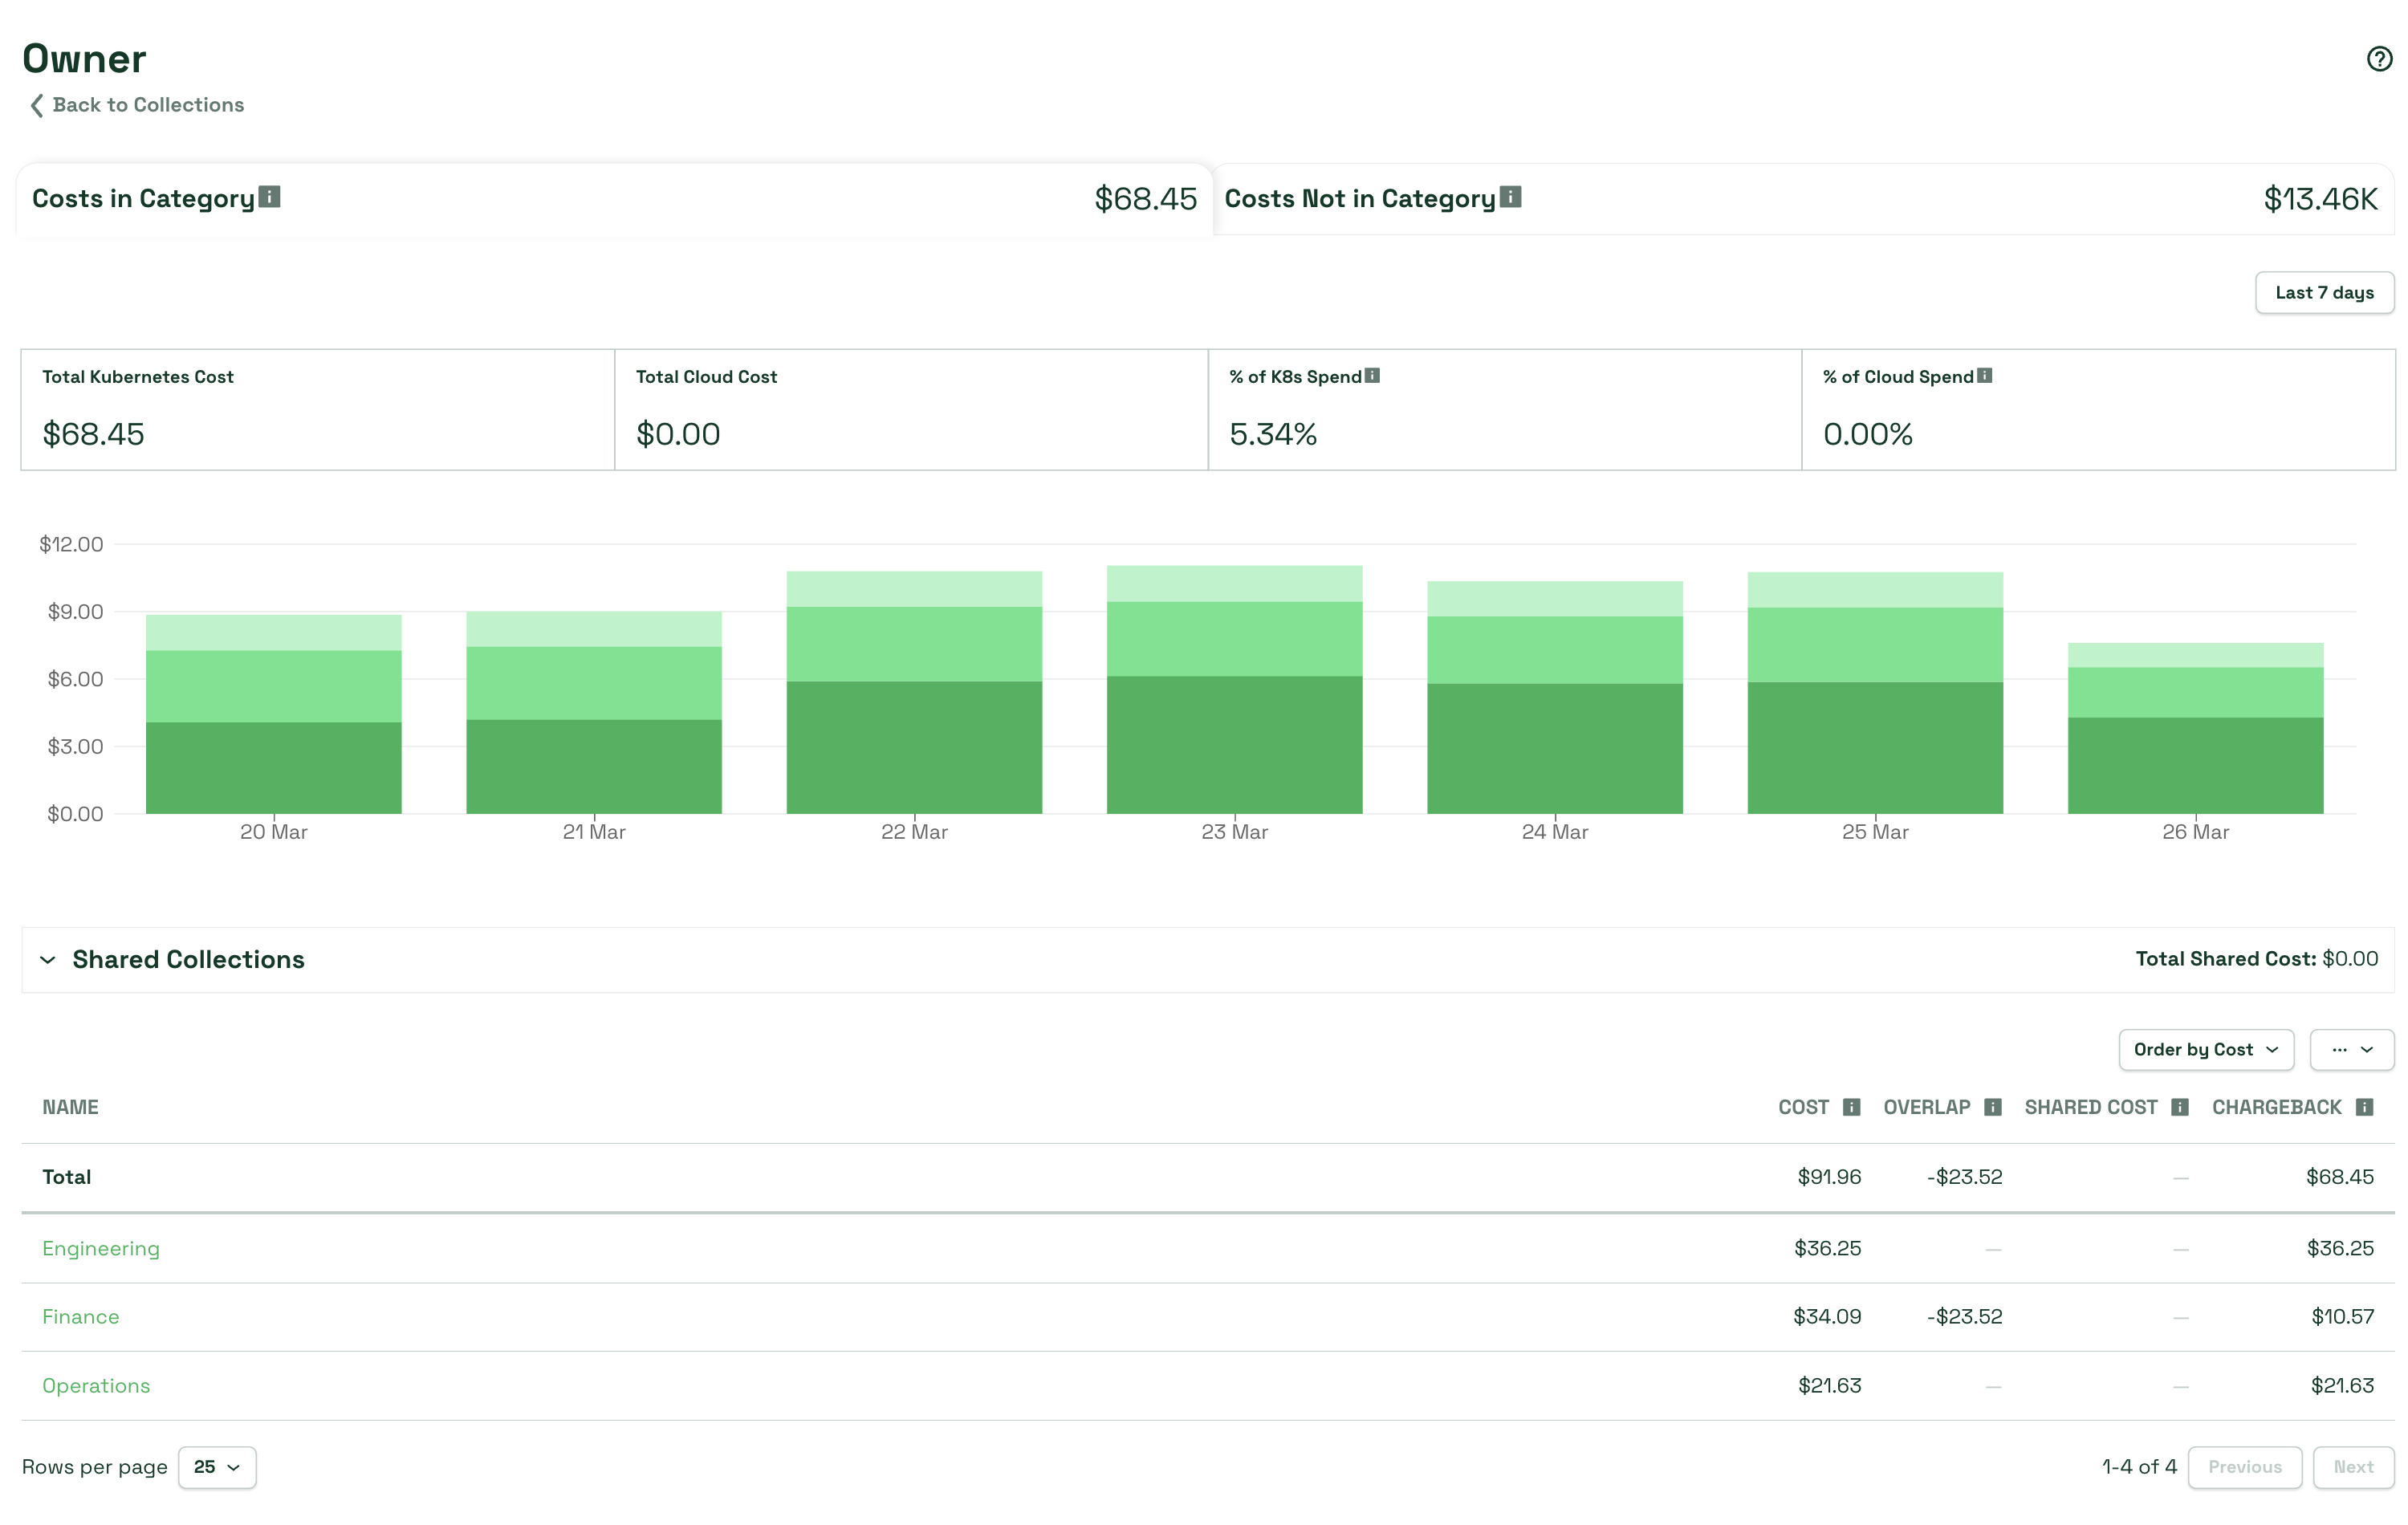 Owner
Back to Collections
Costs in Category $68.45 Costs Not in Category $13.46K
Last 7 days
Total Kubernetes Cost Total Cloud Cost % of K8s Spend % of Cloud Spend
$68.45 $0.00 5.34% 0.00%
$12.00
$9.00
$6.00
$3.00
$0.00
20 Mar 21 Mar 22 Mar 23 Mar 24 Mar 25 Mar 26 Mar
Shared Collections Total Shared Cost: $0.00
Order by Cost ...
NAME COST OVERLAP SHARED COST CHARGEBACK
Total $91.96 -$23.52 — $68.45
Engineering $36.25 — — $36.25
Finance $34.09 -$23.52 — $10.57
Operations $21.63 — — $21.63
Rows per page 25 1-4 of 4 Previous Next